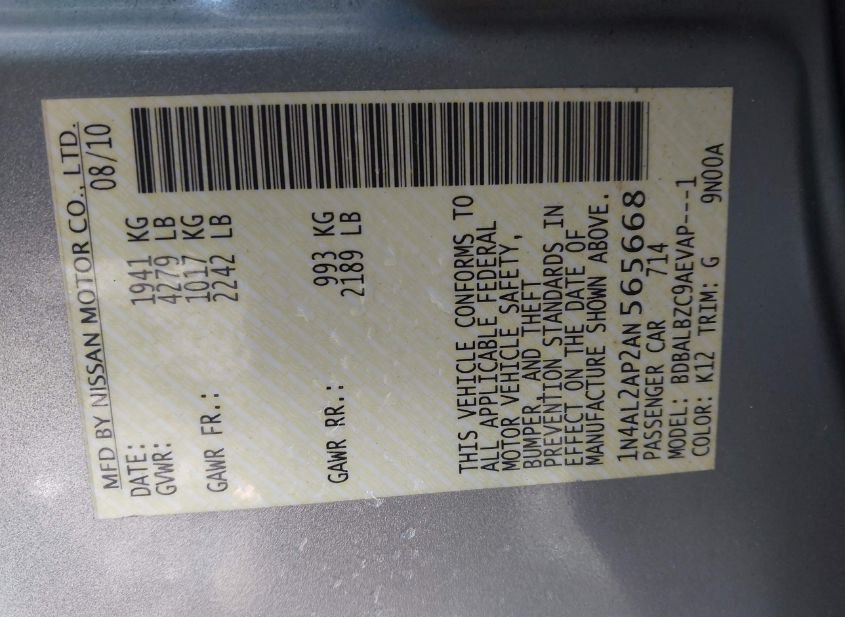 MFD BY NISSAN MOTOR CO., LTD.
DATE: 08/10
GVWR: 1941 KG
4279 LB
GAWR FR.: 1017 KG
2242 LB
GAWR RR.: 993 KG
2189 LB
THIS VEHICLE CONFORMS TO
ALL APPLICABLE FEDERAL
MOTOR VEHICLE SAFETY,
BUMPER, AND THEFT
PREVENTION STANDARDS IN
EFFECT ON THE DATE OF
MANUFACTURE SHOWN ABOVE.
1N4AL2AP2AN565668
PASSENGER CAR 714
MODEL: BDBALBZC9AEVAP---1
COLOR: K12 TRIM: G 9N00A